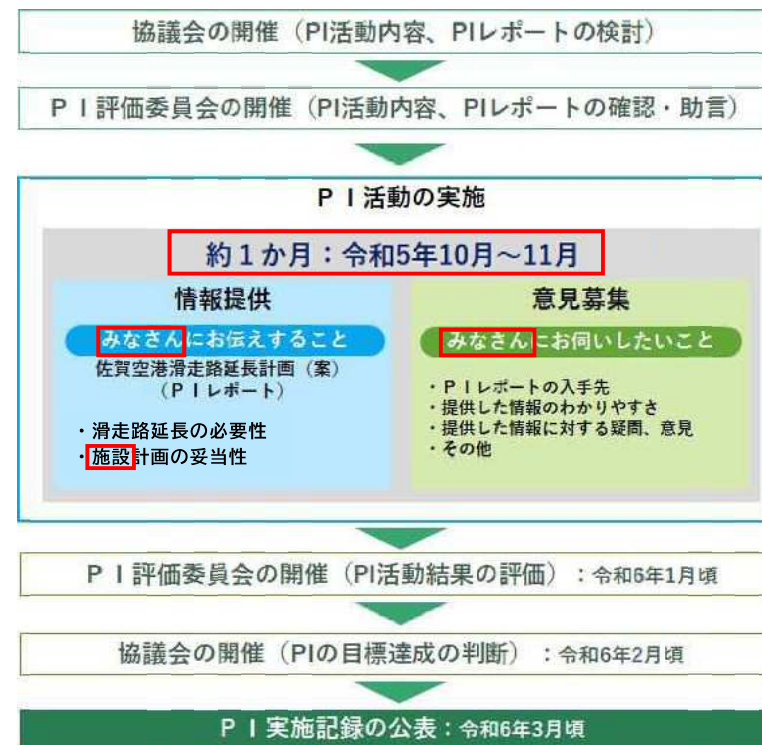 協議会の開催（PI活動内容、PIレポートの検討）
ＰＩ評価委員会の開催（PI活動内容、PIレポートの確認・助言）
ＰＩ活動の実施
約１か月：令和5年10月～11月
情報提供
みなさんにお伝えすること
佐賀空港滑走路延長計画（案）
（ＰＩレポート）
・滑走路延長の必要性
・施設計画の妥当性
意見募集
みなさんにお伺いしたいこと
・ＰＩレポートの入手先
・提供した情報のわかりやすさ
・提供した情報に対する疑問、意見
・その他
ＰＩ評価委員会の開催（PI活動結果の評価）：令和6年1月頃
協議会の開催（PIの目標達成の判断）：令和6年2月頃
ＰＩ実施記録の公表：令和6年3月頃